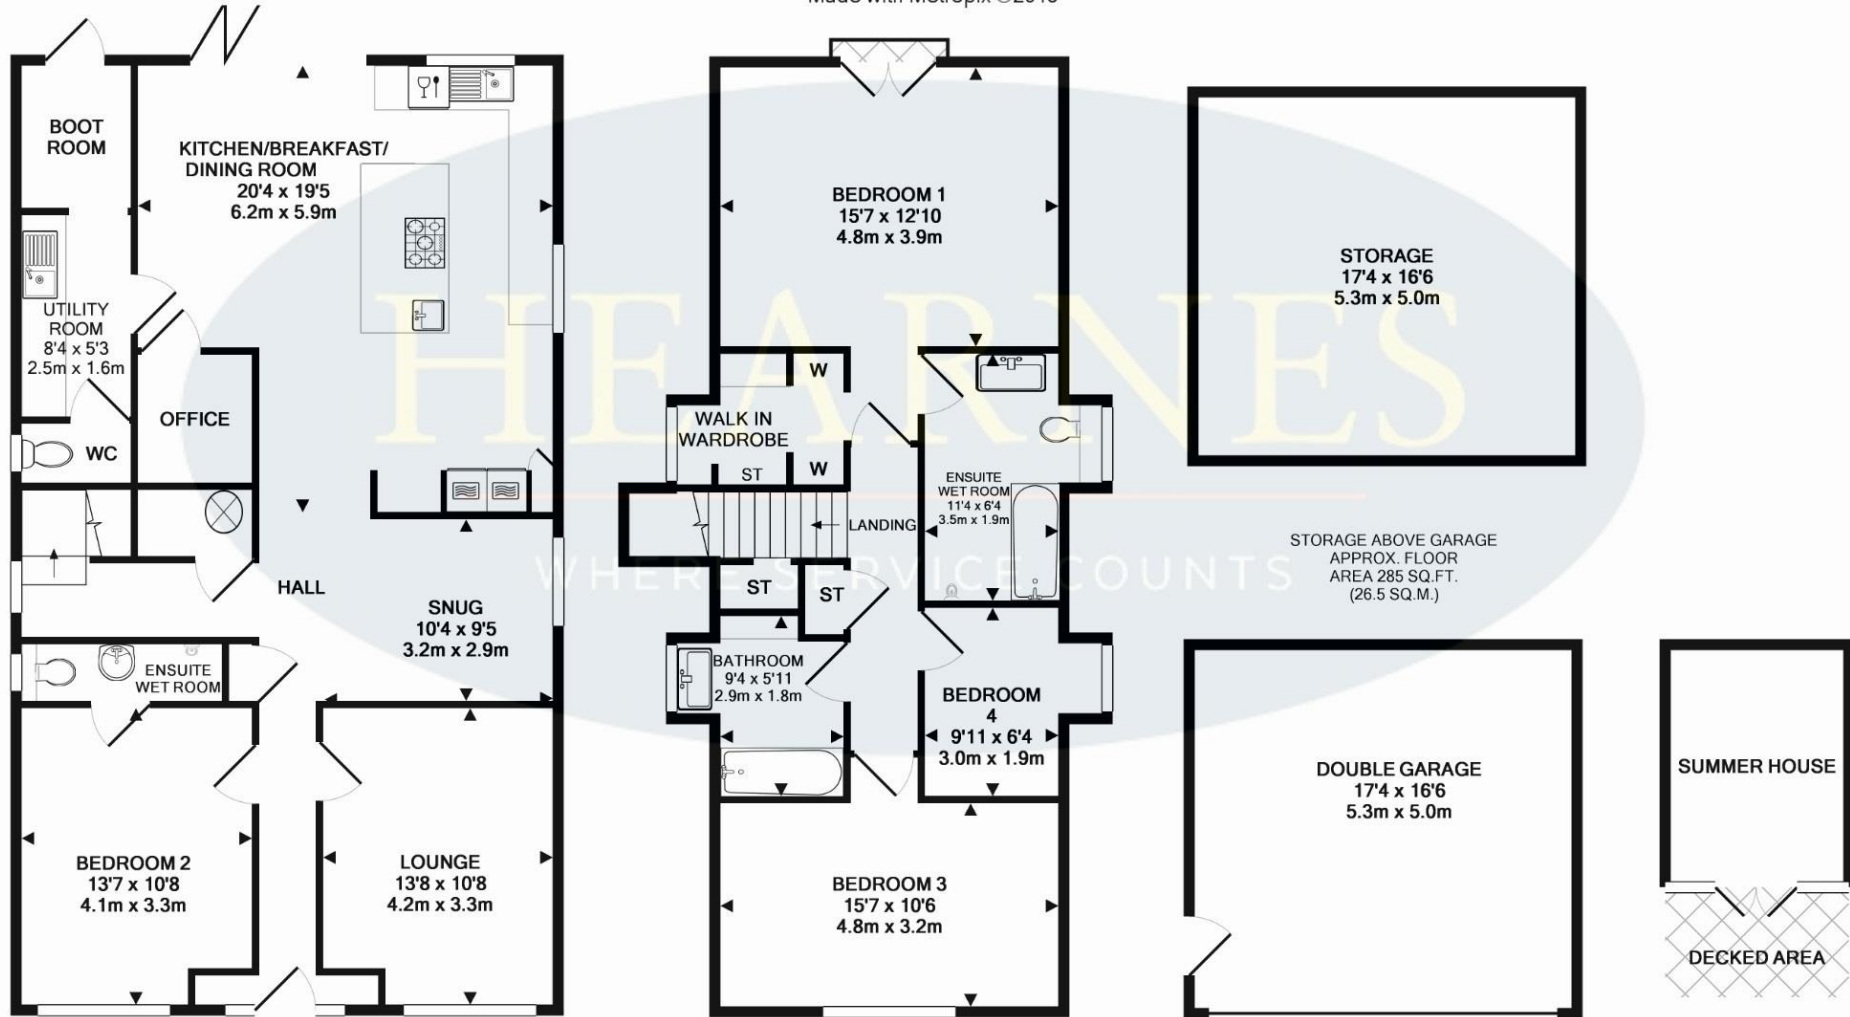 BOOT
ROOM
KITCHEN/BREAKFAST/
DINING ROOM
20'4 x 19'5
6.2m x 5.9m
UTILITY
ROOM
8'4 x 5'3
2.5m x 1.6m
OFFICE
WC
HALL
SNUG
10'4 x 9'5
3.2m x 2.9m
ENSUITE
WET ROOM
BEDROOM 2
13'7 x 10'8
4.1m x 3.3m
LOUNGE
13'8 x 10'8
4.2m x 3.3m
BEDROOM 1
15'7 x 12'10
4.8m x 3.9m
W
WALK IN
WARDROBE
ST
W
ENSUITE
WET ROOM
11'4 x 6'4
3.5m x 1.9m
LANDING
ST
ST
BATHROOM
9'4 x 5'11
2.9m x 1.8m
BEDROOM
4
9'11 x 6'4
3.0m x 1.9m
BEDROOM 3
15'7 x 10'6
4.8m x 3.2m
STORAGE
17'4 x 16'6
5.3m x 5.0m
STORAGE ABOVE GARAGE
APPROX. FLOOR
AREA 285 SQ.FT.
(26.5 SQ.M.)
DOUBLE GARAGE
17'4 x 16'6
5.3m x 5.0m
SUMMER HOUSE
DECKED AREA
HEARNES
WHERE SERVICE COUNTS